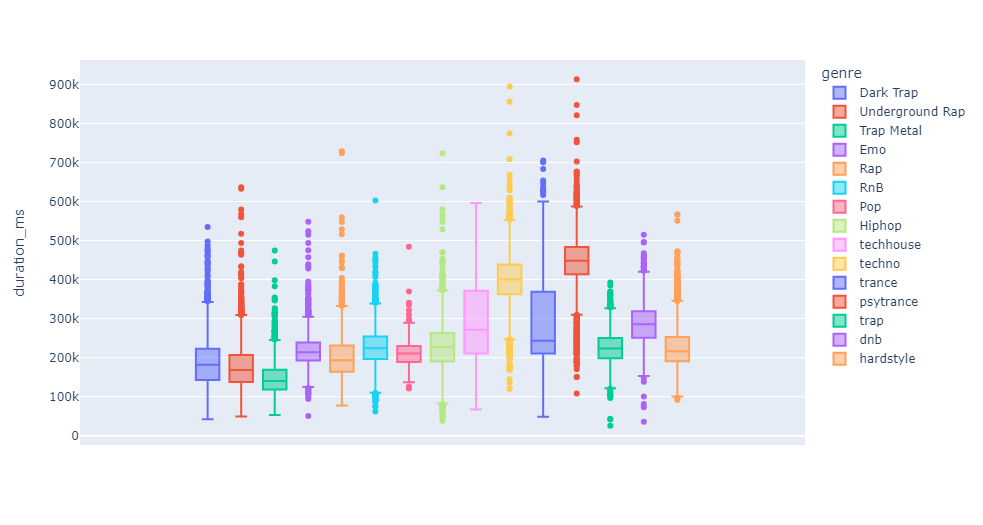 duration_ms
900k
800k
700k
600k
500k
400k
300k
200k
100k
0
genre
Dark Trap
Underground Rap
Trap Metal
Emo
Rap
RnB
Pop
Hiphop
techhouse
techno
trance
psytrance
trap
dnb
hardstyle